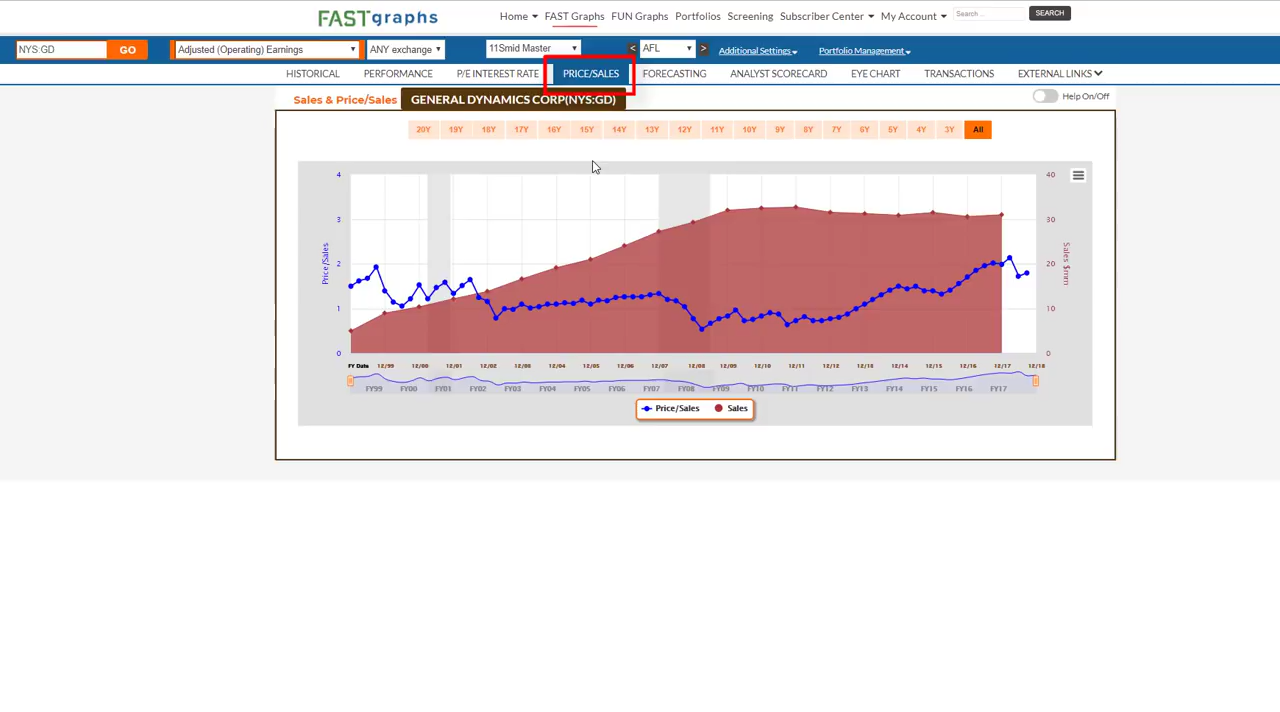 FAST graphs
Home FAST Graphs FUN Graphs Portfolios Screening Subscriber Center My Account Search... SEARCH
NYS:GD GO Adjusted (Operating) Earnings ANY exchange 11Smid Master < AFL > Additional Settings Portfolio Management
HISTORICAL PERFORMANCE P/E INTEREST RATE PRICE/SALES FORECASTING ANALYST SCORECARD EYE CHART TRANSACTIONS EXTERNAL LINKS
Sales & Price/Sales GENERAL DYNAMICS CORP(NYS:GD) Help On/Off
20Y 19Y 18Y 17Y 16Y 15Y 14Y 13Y 12Y 11Y 10Y 9Y 8Y 7Y 6Y 5Y 4Y 3Y All
4 40
3 30
Price/Sales
Sales $mm
2 20
1 10
0 0
FY Date 12/99 12/00 12/01 12/02 12/03 12/04 12/05 12/06 12/07 12/08 12/09 12/10 12/11 12/12 12/13 12/14 12/15 12/16 12/17 12/18
FY99 FY00 FY01 FY02 FY03 FY04 FY05 FY06 FY07 FY08 FY09 FY10 FY11 FY12 FY13 FY14 FY15 FY16 FY17
Price/Sales Sales